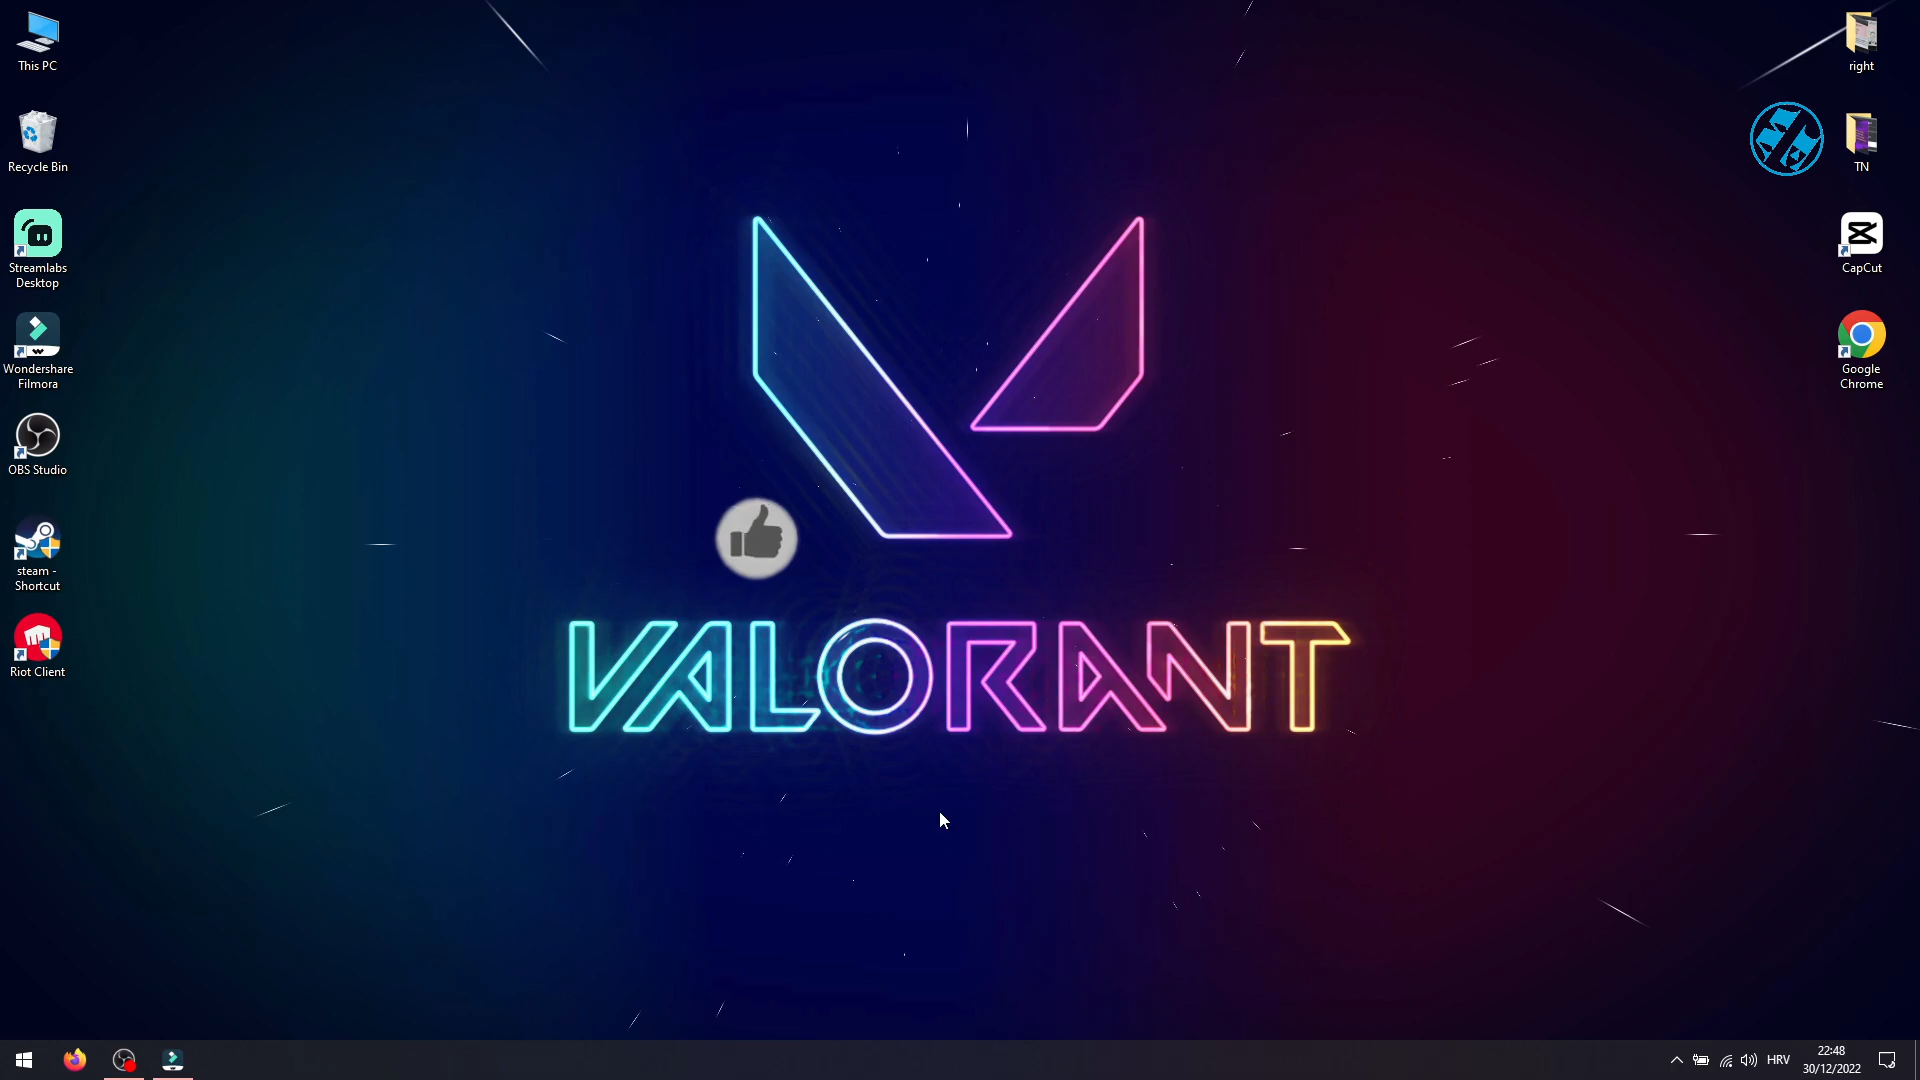 This PC
Recycle Bin
Streamlabs
Desktop
Wondershare
Filmora
OBS Studio
steam -
Shortcut
Riot Client
VALORANT
right
TN
CapCut
Google
Chrome
HRV
22:48
30/12/2022